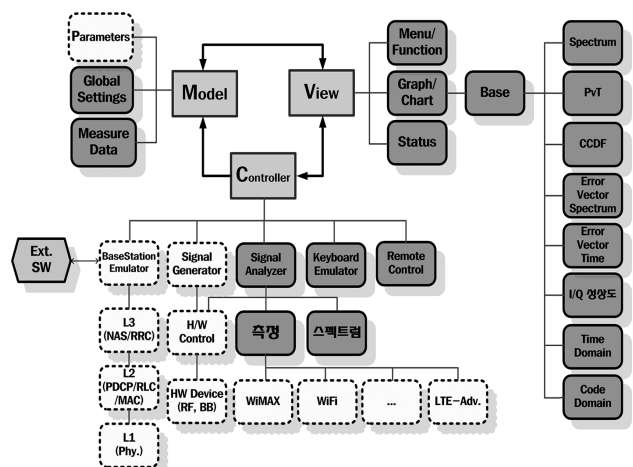 Parameters
Global
Settings
Measure
Data
Model
View
Controller
Menu/
Function
Graph/
Chart
Status
Base
Spectrum
PvT
CCDF
Error
Vector
Spectrum
Error
Vector
Time
I/Q 성상도
Time
Domain
Code
Domain
Ext.
SW
BaseStation
Emulator
Signal
Generator
Signal
Analyzer
Keyboard
Emulator
Remote
Control
L3
(NAS/RRC)
H/W
Control
측정
스펙트럼
L2
(PDCP/RLC
/MAC)
HW Device
(RF, BB)
WiMAX
WiFi
...
LTE-Adv.
L1
(Phy.)